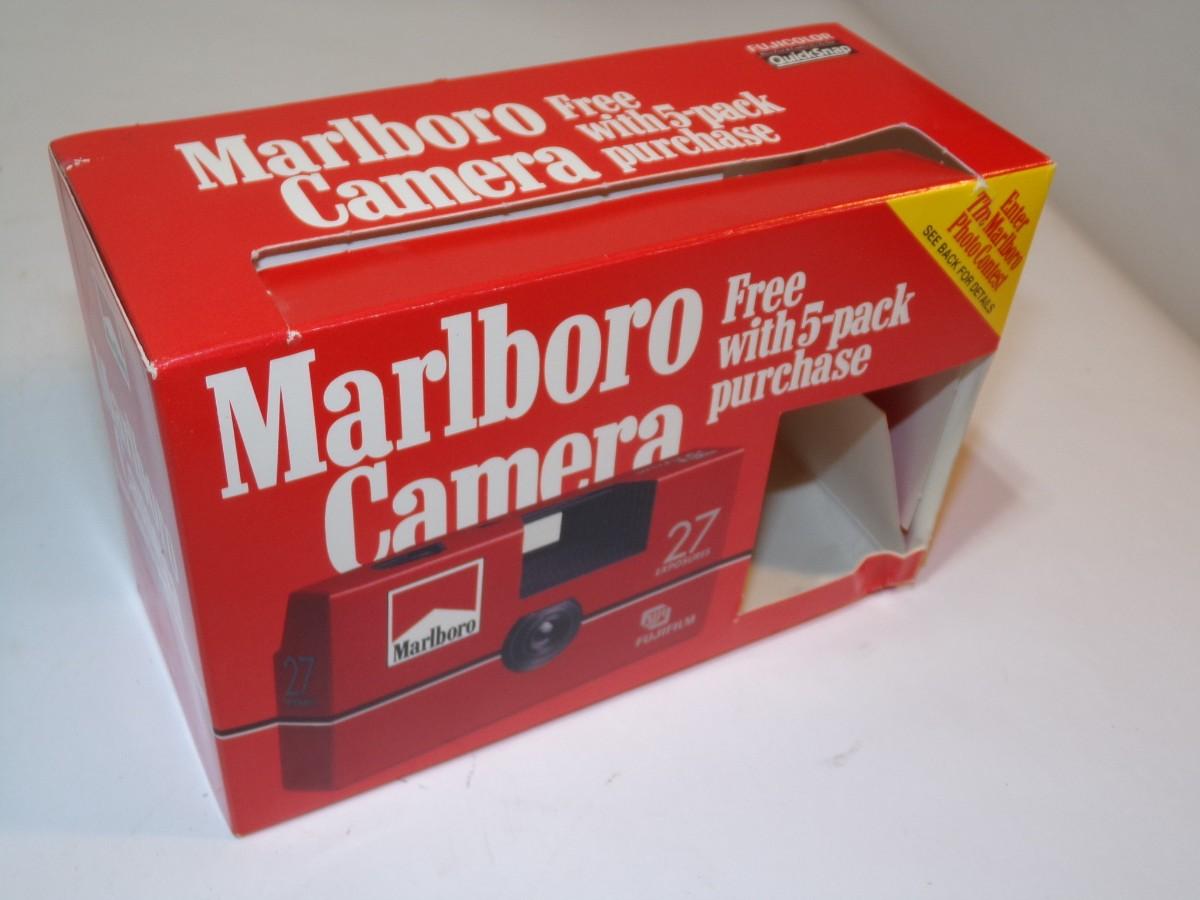 FUJICOLOR
QuickSnap
Marlboro
Camera
Free
with 5-pack
purchase
Enter
The Marlboro
Photo Contest
SEE BACK FOR DETAILS
Marlboro
Camera
Free
with 5-pack
purchase
27
EXPOSURES
Marlboro
FUJIFILM
27